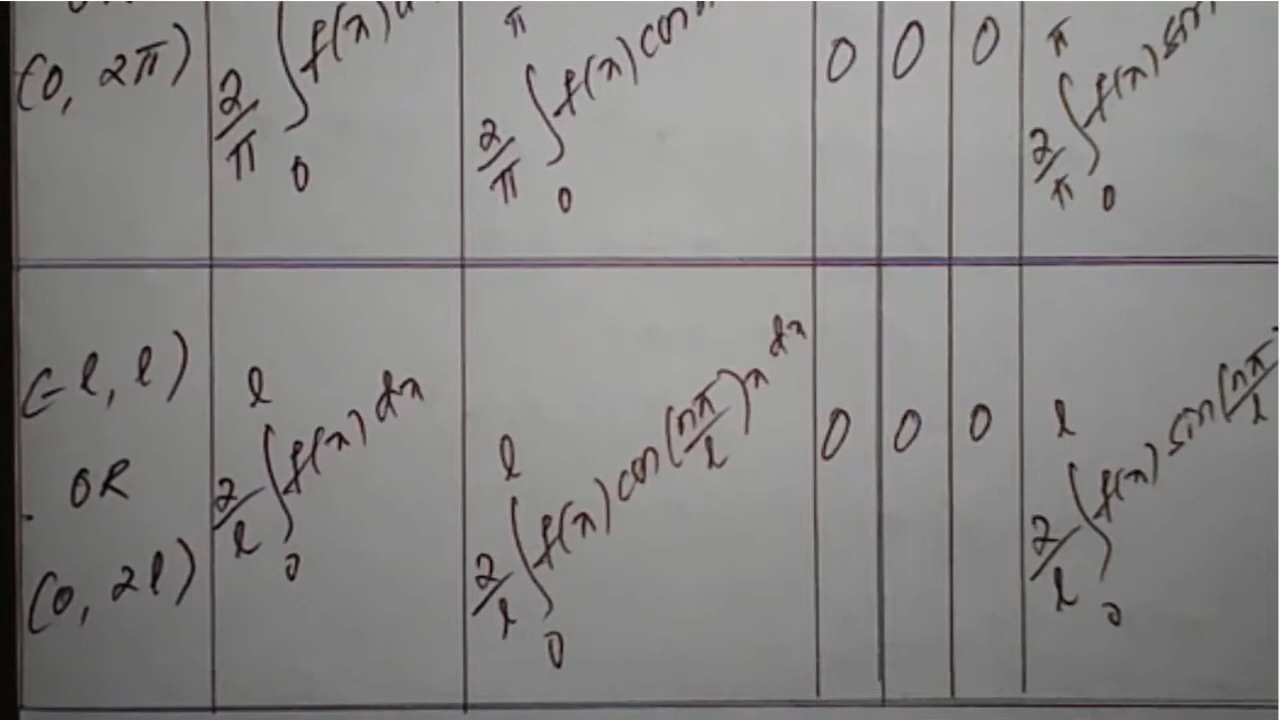 (0, 2π)
2/π ∫₀ f(x)
2/π ∫₀^π f(x) cos
0 0 0
2/π ∫₀^π f(x) sin
(-l, l)
OR
(0, 2l)
2/l ∫₀^l f(x) dx
2/l ∫₀^l f(x) cos(nπ/l)x dx
0 0 0
2/l ∫₀^l f(x) sin(nπ/l